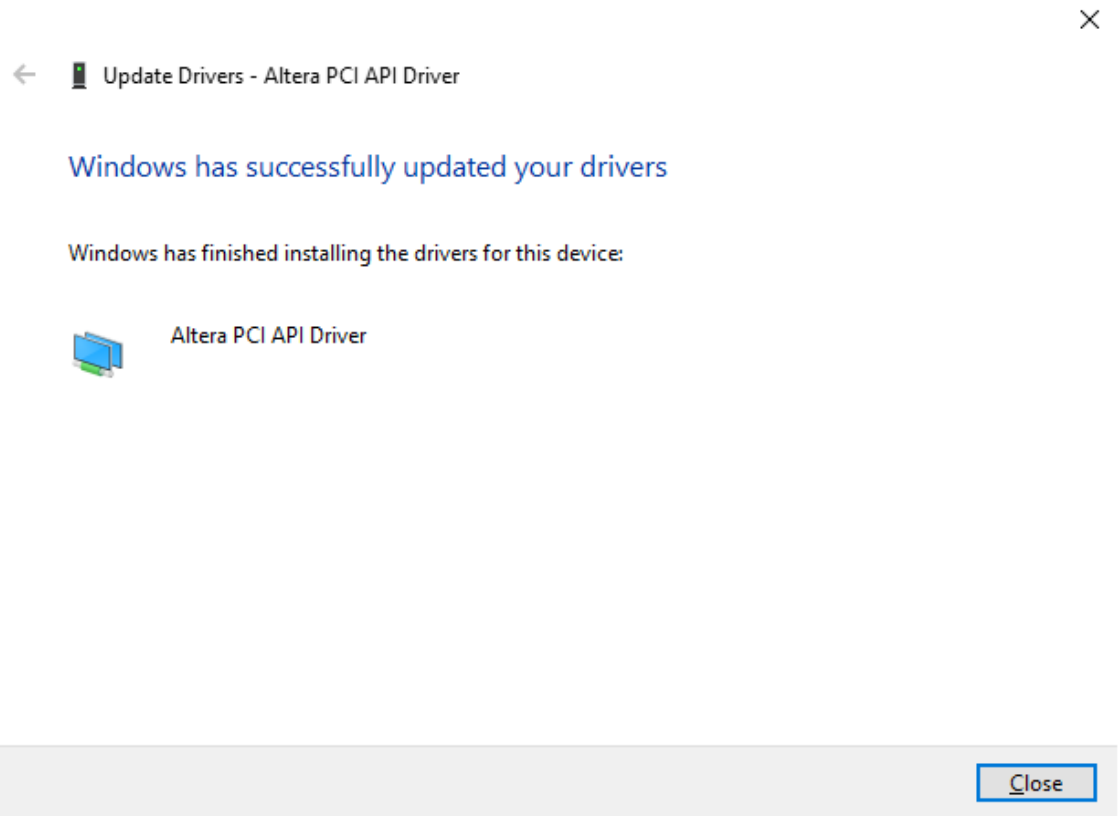 Update Drivers - Altera PCI API Driver
Windows has successfully updated your drivers
Windows has finished installing the drivers for this device:
Altera PCI API Driver
Close